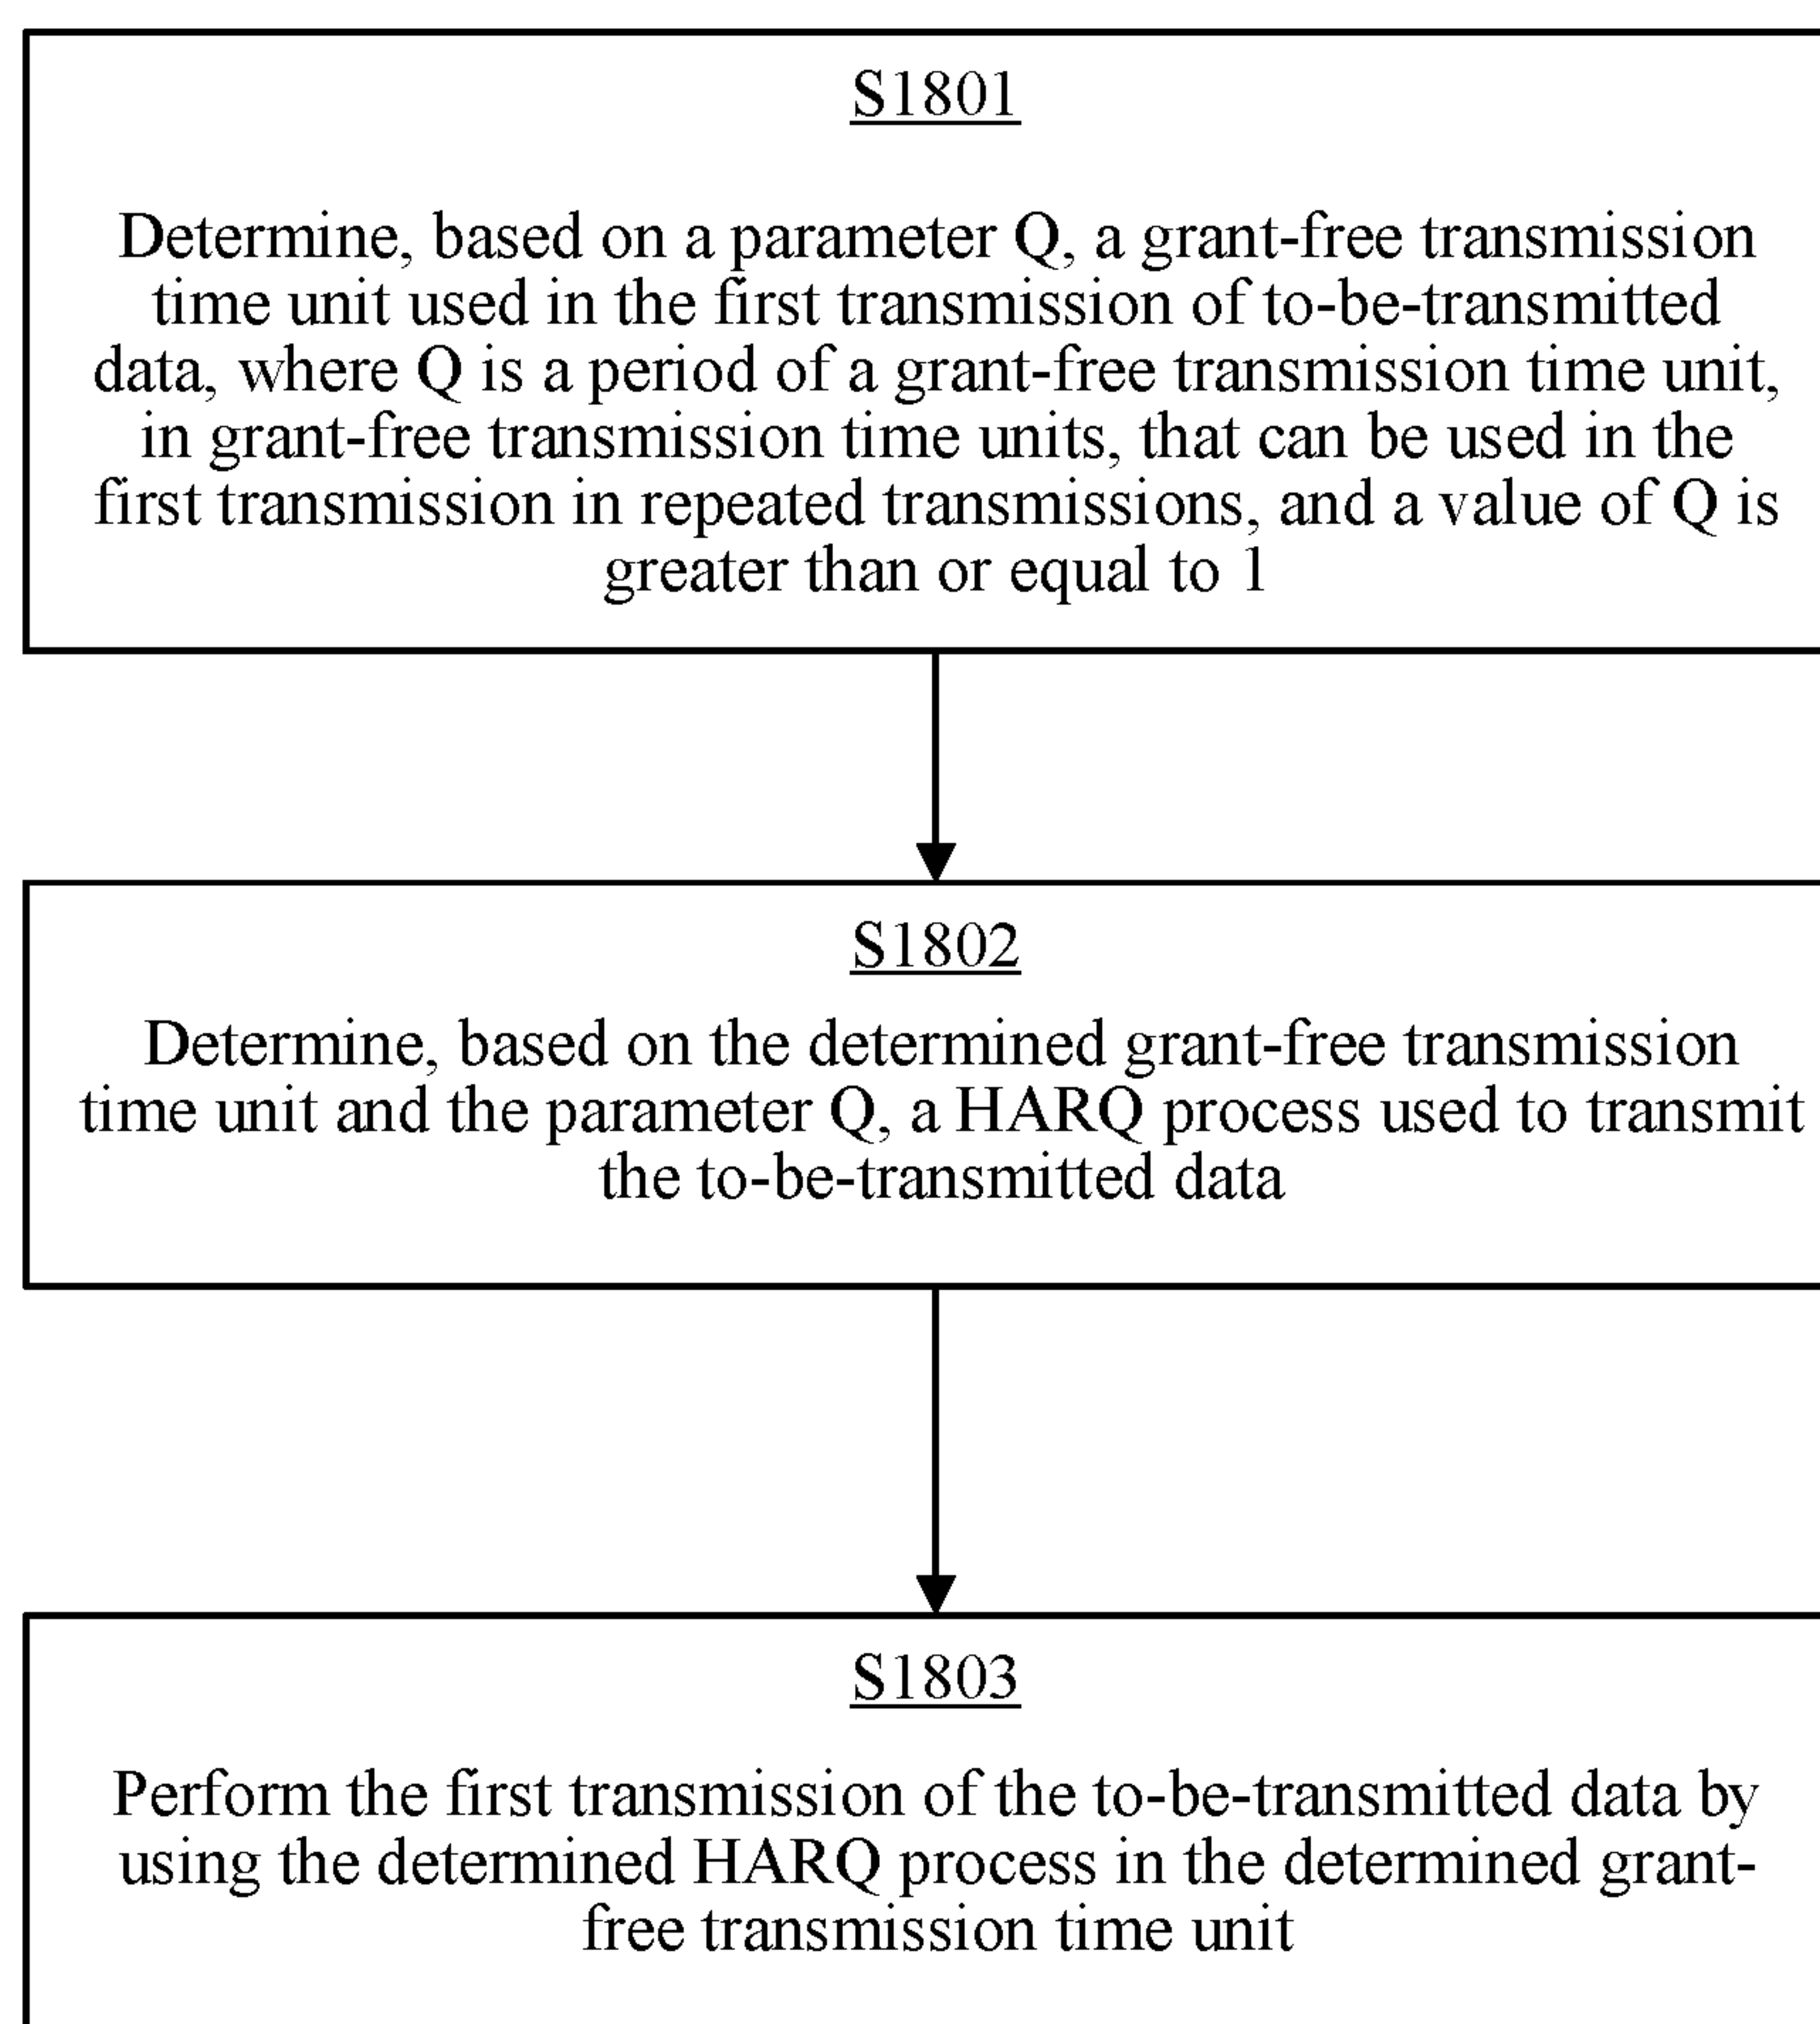 S1801
Determine, based on a parameter Q, a grant-free transmission
time unit used in the first transmission of to-be-transmitted
data, where Q is a period of a grant-free transmission time unit,
in grant-free transmission time units, that can be used in the
first transmission in repeated transmissions, and a value of Q is
greater than or equal to 1
S1802
Determine, based on the determined grant-free transmission
time unit and the parameter Q, a HARQ process used to transmit
the to-be-transmitted data
S1803
Perform the first transmission of the to-be-transmitted data by
using the determined HARQ process in the determined grant-
free transmission time unit